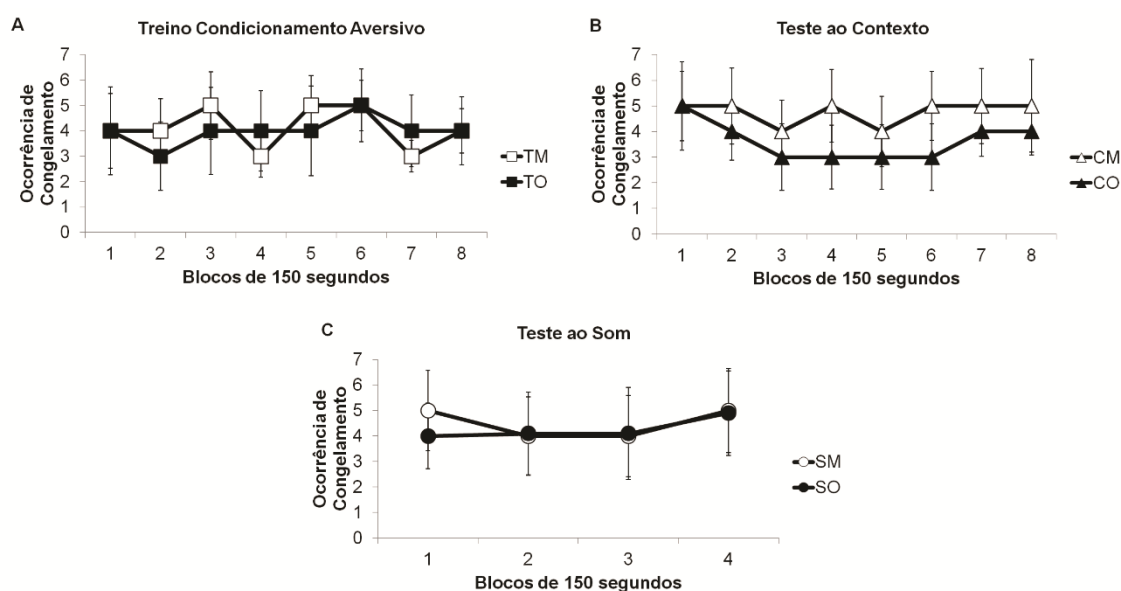 A
Treino Condicionamento Aversivo
Ocorrência de
Congelamento
7
6
5
4
3
2
1
0
1 2 3 4 5 6 7 8
Blocos de 150 segundos
TM
TO
B
Teste ao Contexto
Ocorrência de
Congelamento
7
6
5
4
3
2
1
0
1 2 3 4 5 6 7 8
Blocos de 150 segundos
CM
CO
C
Teste ao Som
Ocorrência de
Congelamento
7
6
5
4
3
2
1
0
1 2 3 4
Blocos de 150 segundos
SM
SO